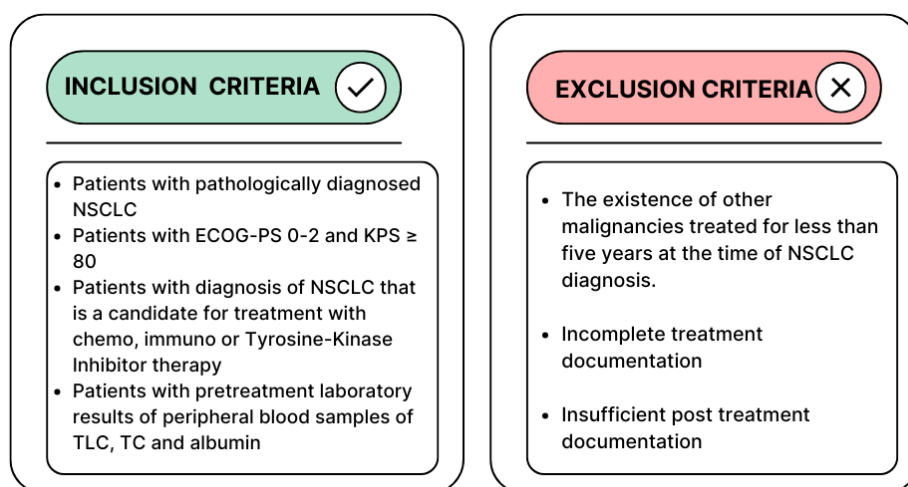 INCLUSION CRITERIA
• Patients with pathologically diagnosed
NSCLC
• Patients with ECOG-PS 0-2 and KPS ≥
80
• Patients with diagnosis of NSCLC that
is a candidate for treatment with
chemo, immuno or Tyrosine-Kinase
Inhibitor therapy
• Patients with pretreatment laboratory
results of peripheral blood samples of
TLC, TC and albumin
EXCLUSION CRITERIA
• The existence of other
malignancies treated for less than
five years at the time of NSCLC
diagnosis.
• Incomplete treatment
documentation
• Insufficient post treatment
documentation